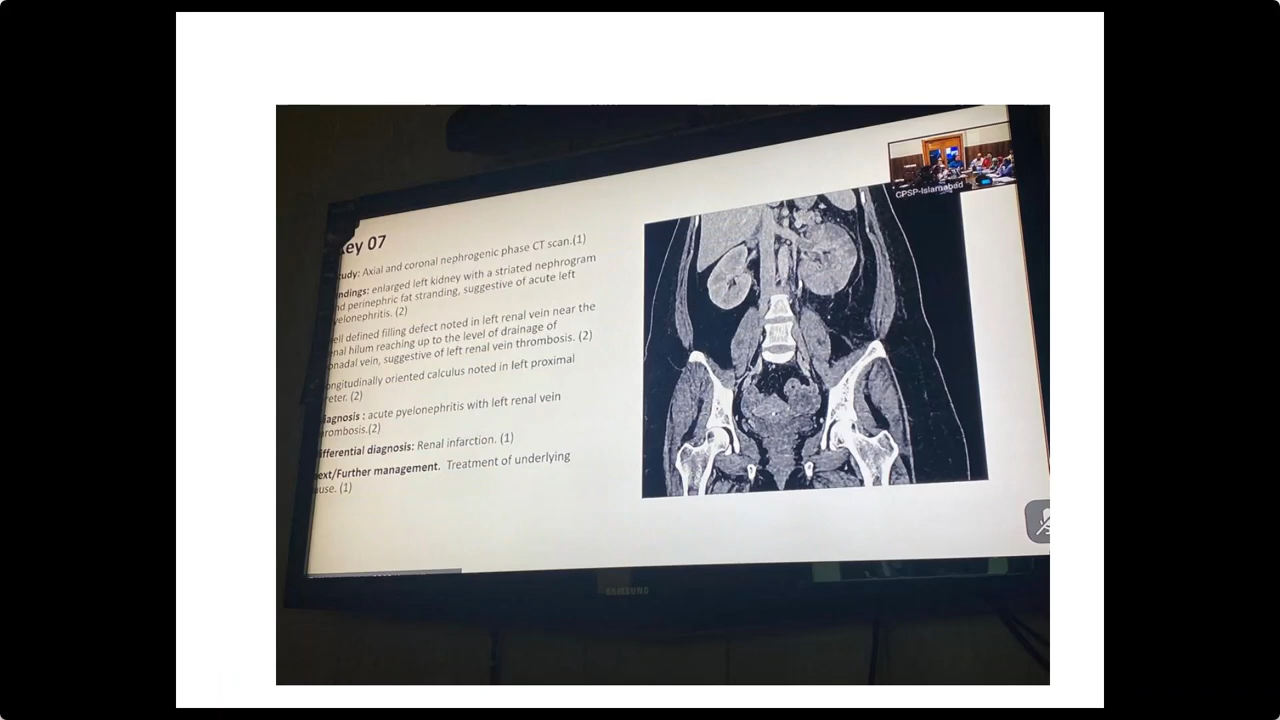 ey 07
udy: Axial and coronal nephrogenic phase CT scan.(1)
ndings: enlarged left kidney with a striated nephrogram
nd perinephric fat stranding, suggestive of acute left
yelonephritis. (2)
ell defined filling defect noted in left renal vein near the
nal hilum reaching up to the level of drainage of
onadal vein, suggestive of left renal vein thrombosis. (2)
ongitudinally oriented calculus noted in left proximal
reter. (2)
iagnosis : acute pyelonephritis with left renal vein
rombosis.(2)
ifferential diagnosis: Renal infarction. (1)
ext/Further management. Treatment of underlying
ause. (1)
CPSP-Islamabad
SAMSUNG